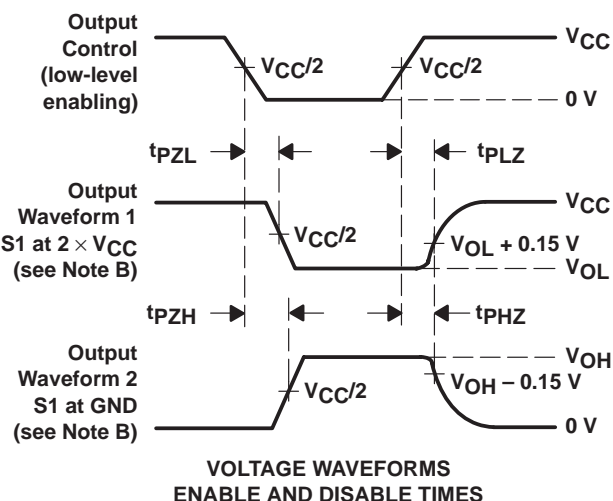 Output
Control
(low-level
enabling)
VCC/2
VCC/2
VCC
0 V
tPZL
tPLZ
Output
Waveform 1
S1 at 2 × VCC
(see Note B)
VCC/2
VCC
VOL + 0.15 V
VOL
tPZH
tPHZ
Output
Waveform 2
S1 at GND
(see Note B)
VCC/2
VOH
VOH − 0.15 V
0 V
VOLTAGE WAVEFORMS
ENABLE AND DISABLE TIMES